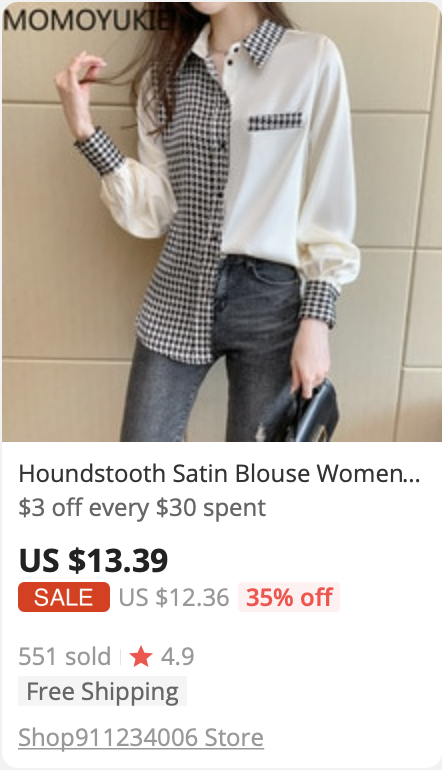 MOMOYUKIE
Houndstooth Satin Blouse Women...
$3 off every $30 spent
US $13.39
SALE US $12.36 35% off
551 sold 4.9
Free Shipping
Shop911234006 Store